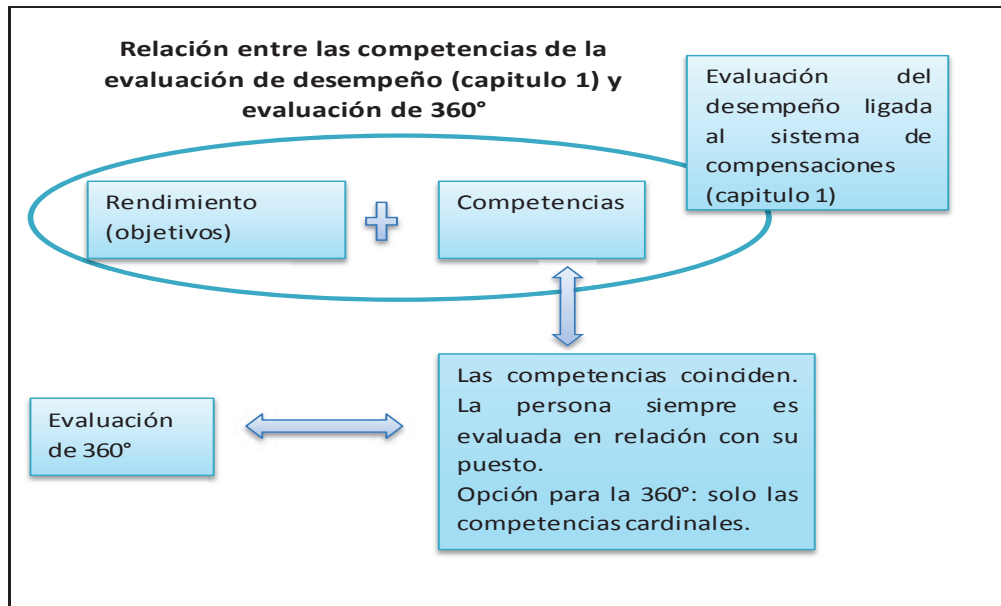 Relación entre las competencias de la
evaluación de desempeño (capitulo 1) y
evaluación de 360°
Evaluación del
desempeño ligada
al sistema de
compensaciones
(capitulo 1)
Rendimiento
(objetivos)
Competencias
Las competencias coinciden.
La persona siempre es
evaluada en relación con su
puesto.
Opción para la 360°: solo las
competencias cardinales.
Evaluación
de 360°